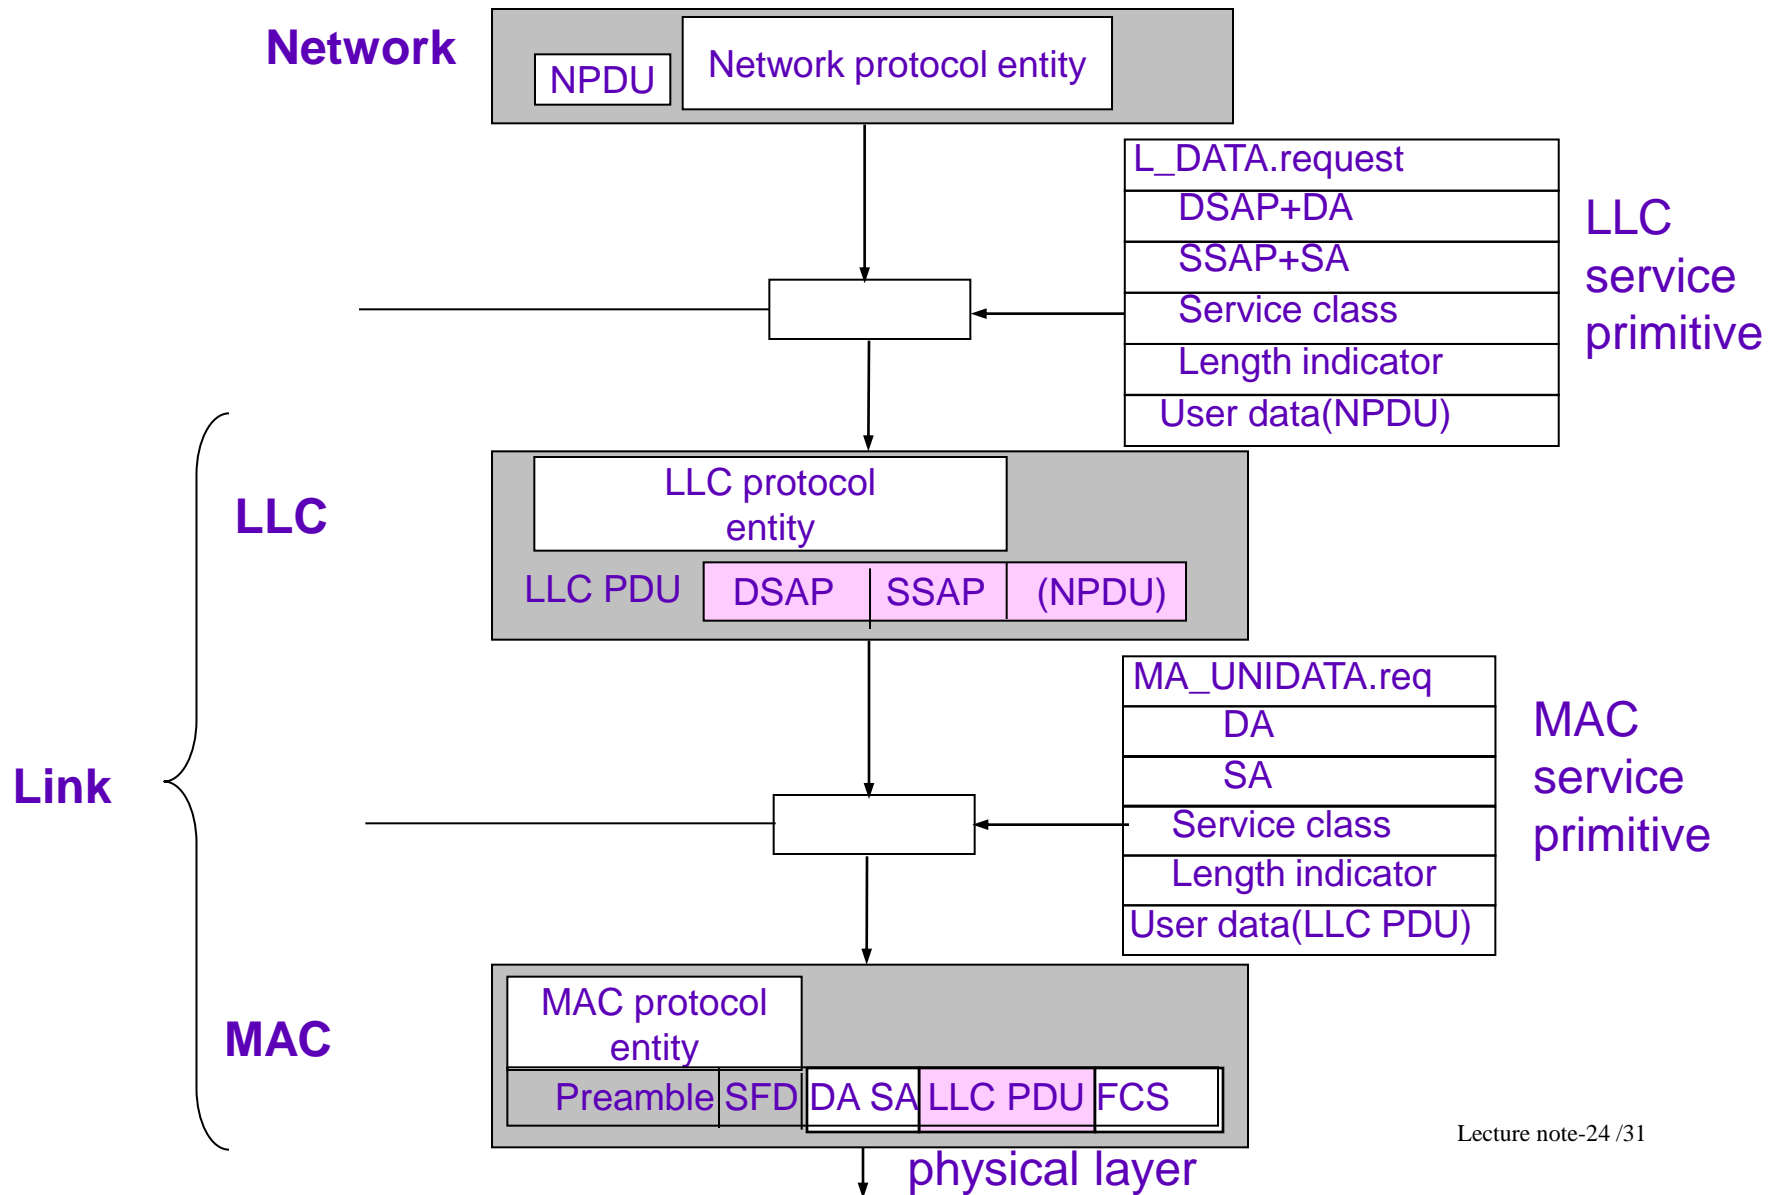 Network
NPDU
Network protocol entity
L_DATA.request
DSAP+DA
SSAP+SA
Service class
Length indicator
User data(NPDU)
LLC
service
primitive
Link
LLC
LLC protocol
entity
LLC PDU
DSAP
SSAP
(NPDU)
MA_UNIDATA.req
DA
SA
Service class
Length indicator
User data(LLC PDU)
MAC
service
primitive
MAC
MAC protocol
entity
Preamble SFD DA SA LLC PDU FCS
physical layer
Lecture note-24 /31